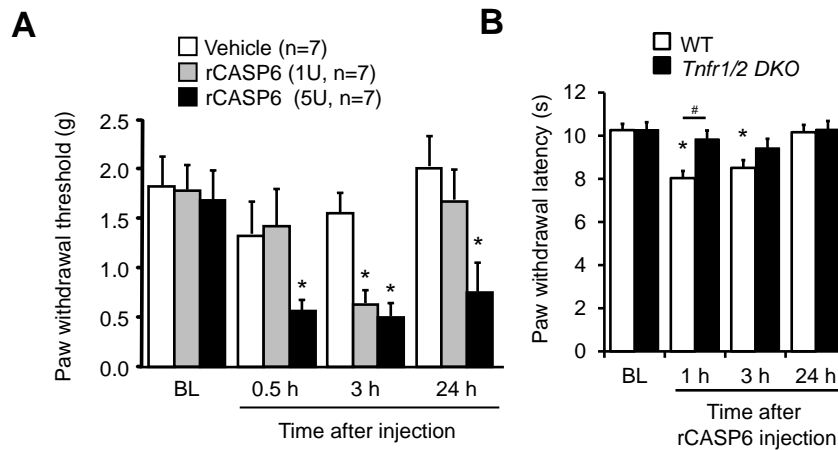 A
Vehicle (n=7)
rCASP6 (1U, n=7)
rCASP6 (5U, n=7)
Paw withdrawal threshold (g)
2.5
2.0
1.5
1.0
0.5
0.0
* * * *
BL 0.5 h 3 h 24 h
Time after injection
B
WT
Tnfr1/2 DKO
Paw withdrawal latency (s)
12
10
8
6
4
2
0
#
* *
BL 1 h 3 h 24 h
Time after
rCASP6 injection